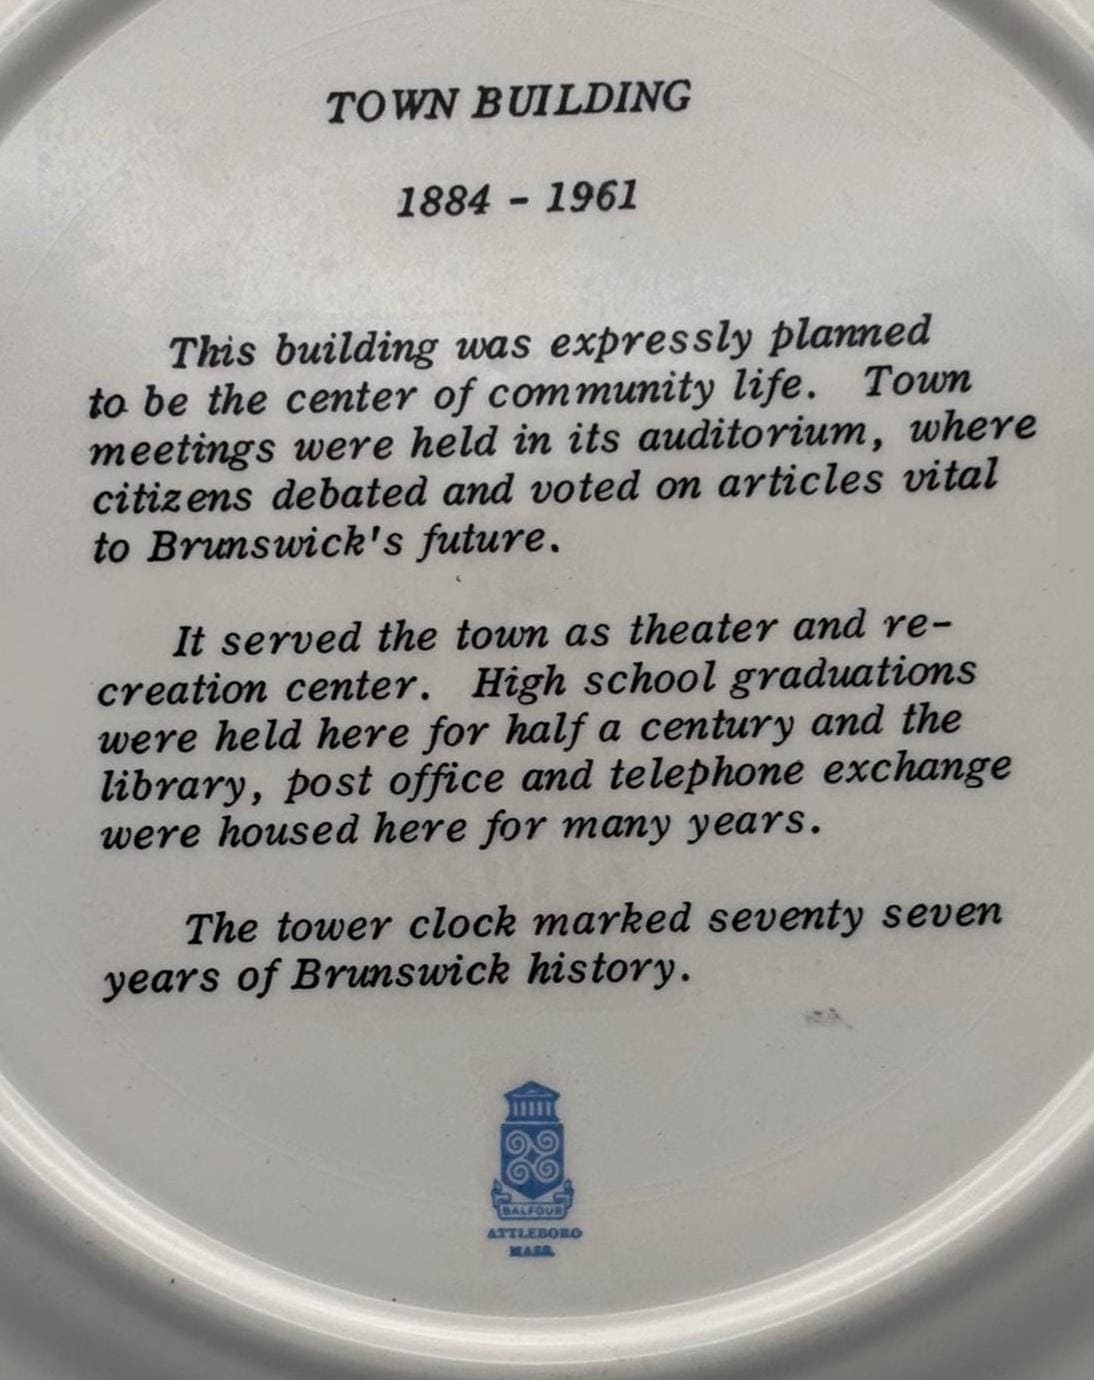 TOWN BUILDING
1884 - 1961
This building was expressly planned
to be the center of community life. Town
meetings were held in its auditorium, where
citizens debated and voted on articles vital
to Brunswick's future.
It served the town as theater and re-
creation center. High school graduations
were held here for half a century and the
library, post office and telephone exchange
were housed here for many years.
The tower clock marked seventy seven
years of Brunswick history.
BALFOUR
ATTLEBORO
MASS.